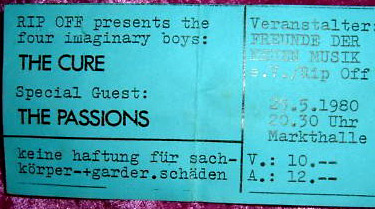 RIP OFF presents the
four imaginary boys:
THE CURE
Special Guest:
THE PASSIONS
keine haftung für sach-
körper-+garder.schäden
Veranstalter:
FREUNDE DER
NEUEN MUSIK
e.V./Rip Off
.5.1980
20.30 Uhr
Markthalle
V.: 10.--
A.: 12.--